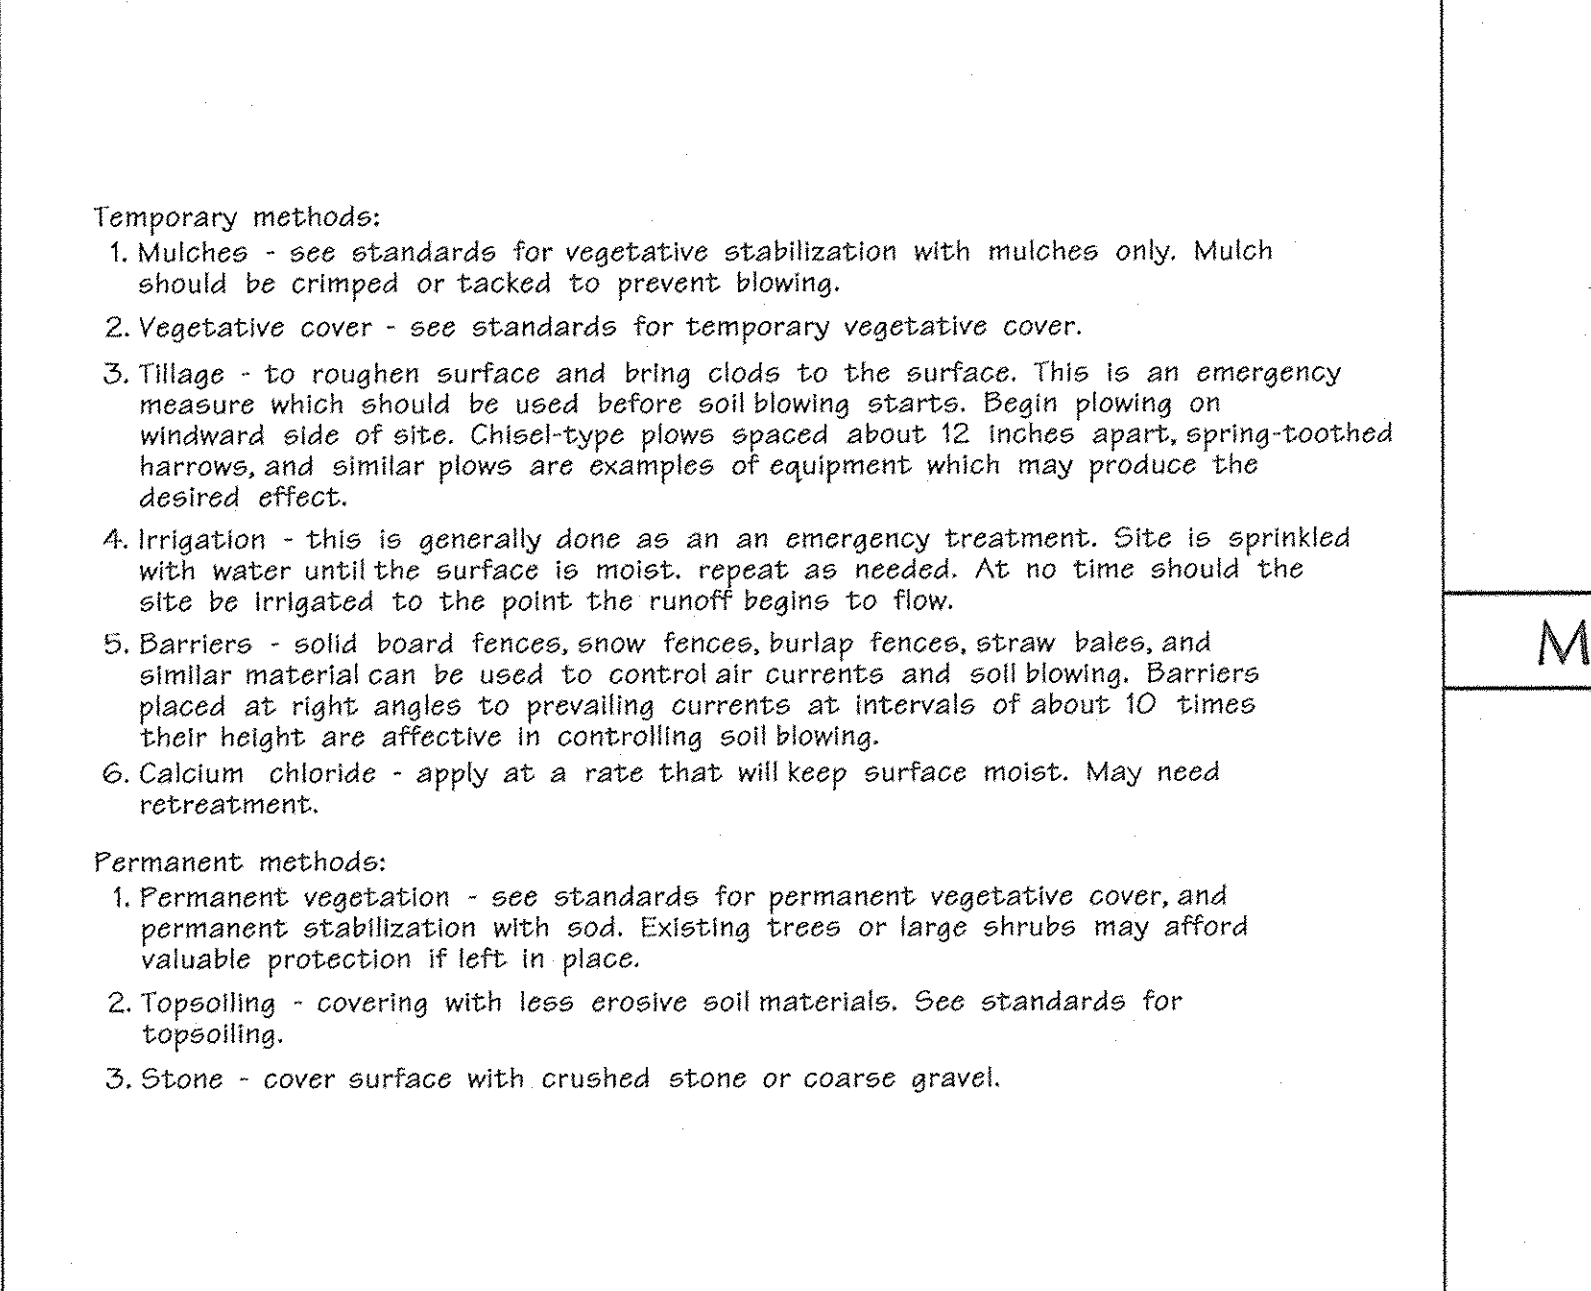 Temporary methods:
1. Mulches - see standards for vegetative stabilization with mulches only. Mulch
should be crimped or tacked to prevent blowing.
2. Vegetative cover - see standards for temporary vegetative cover.
3. Tillage - to roughen surface and bring clods to the surface. This is an emergency
measure which should be used before soil blowing starts. Begin plowing on
windward side of site. Chisel-type plows spaced about 12 inches apart, spring-toothed
harrows, and similar plows are examples of equipment which may produce the
desired effect.
4. Irrigation - this is generally done as an an emergency treatment. Site is sprinkled
with water until the surface is moist. repeat as needed. At no time should the
site be irrigated to the point the runoff begins to flow.
5. Barriers - solid board fences, snow fences, burlap fences, straw bales, and
similar material can be used to control air currents and soil blowing. Barriers
placed at right angles to prevailing currents at intervals of about 10 times
their height are affective in controlling soil blowing.
6. Calcium chloride - apply at a rate that will keep surface moist. May need
retreatment.
Permanent methods:
1. Permanent vegetation - see standards for permanent vegetative cover, and
permanent stabilization with sod. Existing trees or large shrubs may afford
valuable protection if left in place.
2. Topsoiling - covering with less erosive soil materials. See standards for
topsoiling.
3. Stone - cover surface with crushed stone or coarse gravel.
M